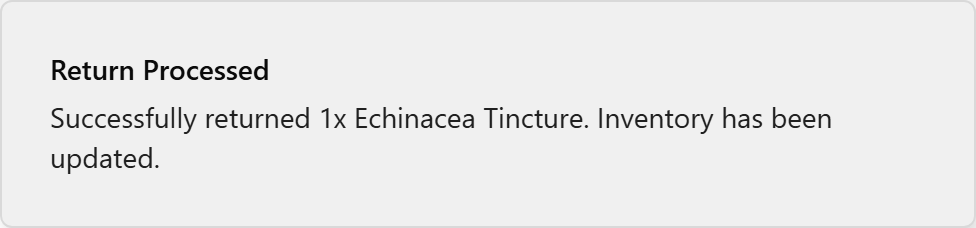 Return Processed
Successfully returned 1x Echinacea Tincture. Inventory has been
updated.